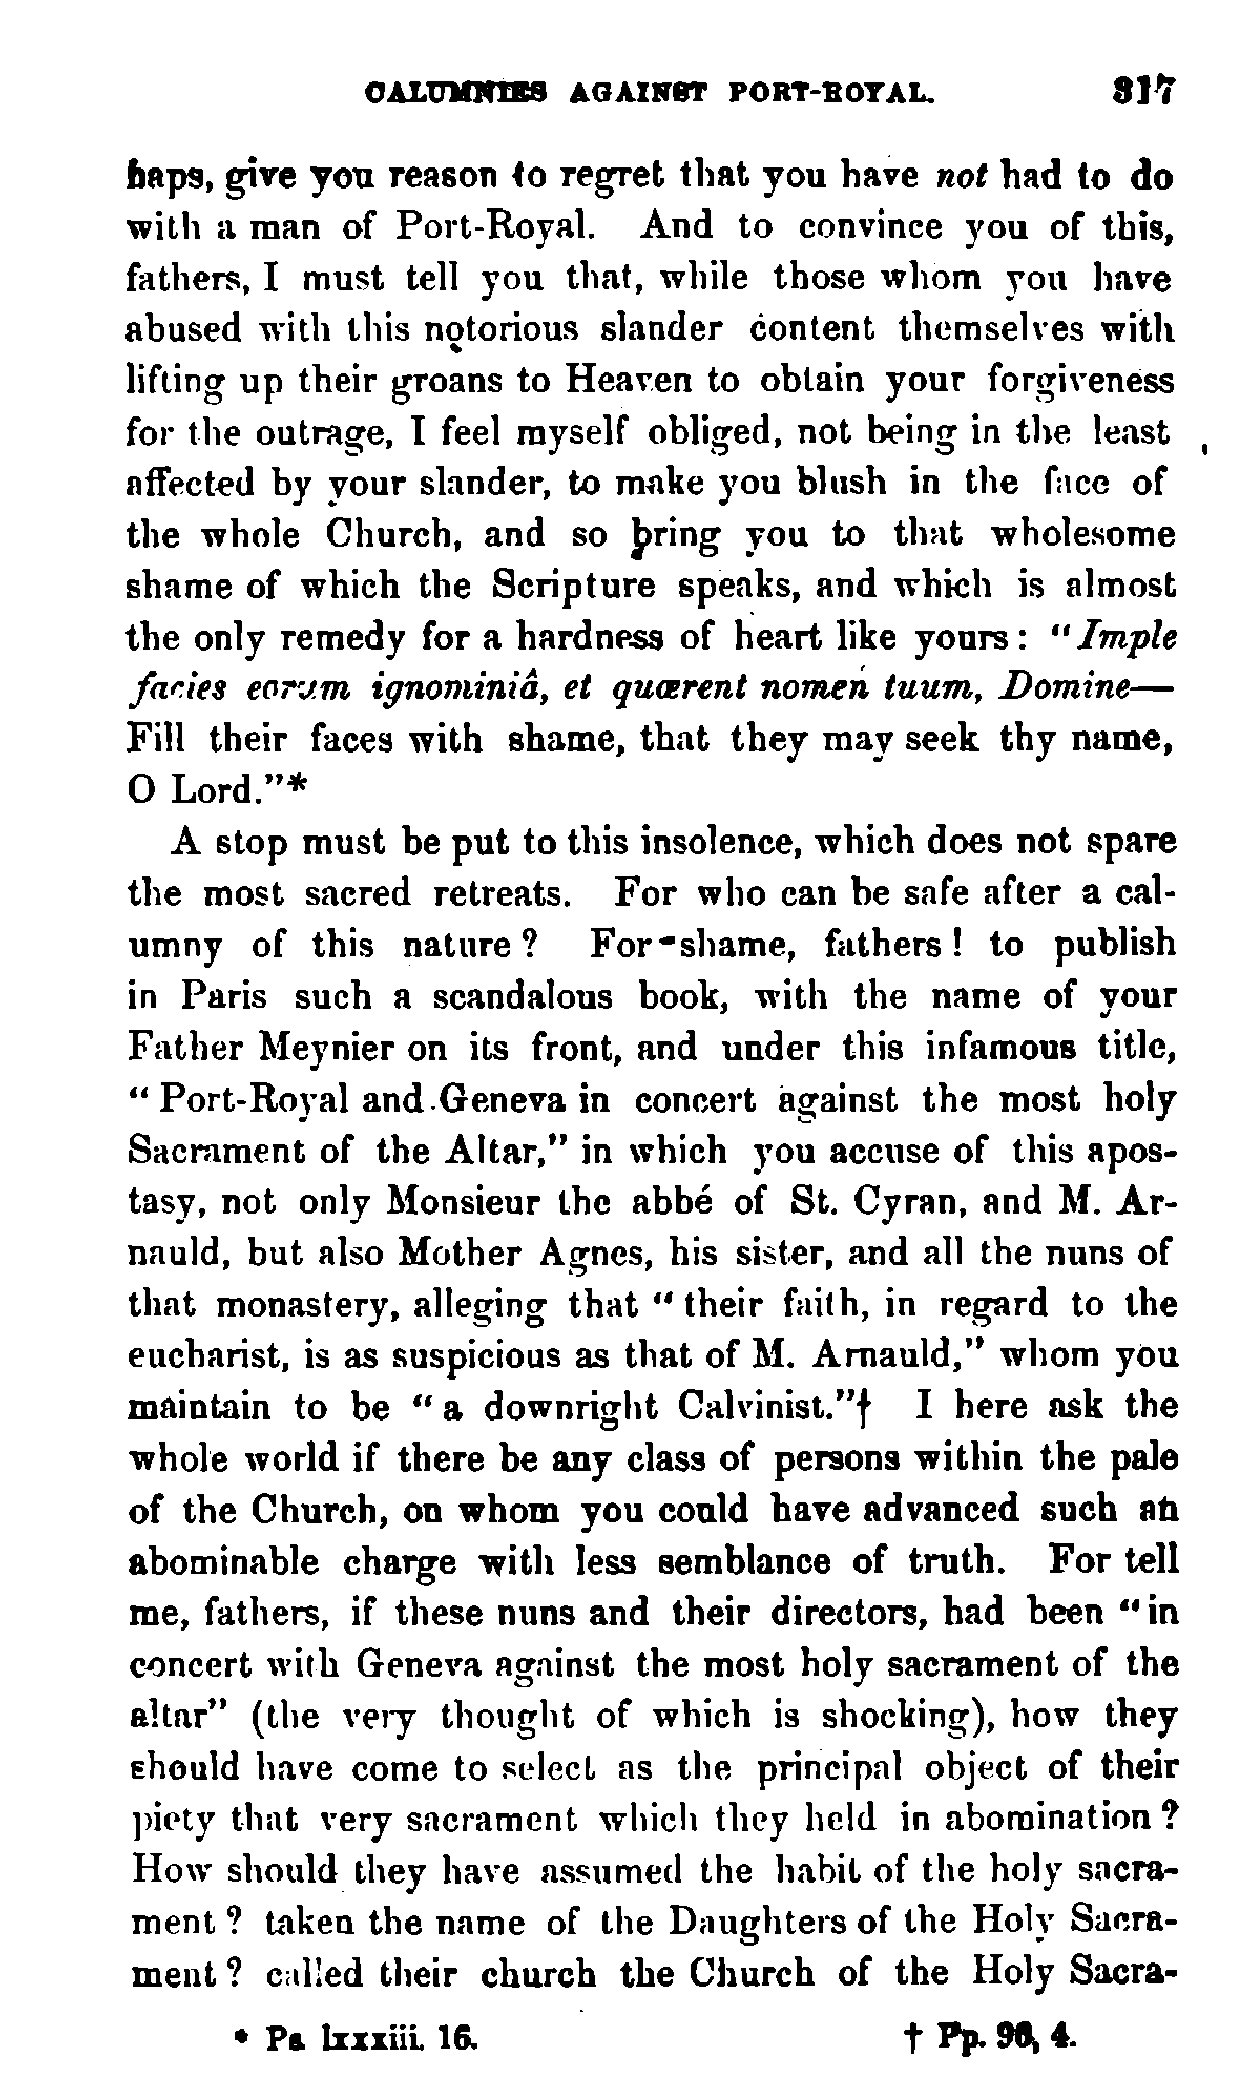 CALUMNIES AGAINST PORT-ROYAL. 317
haps, give you reason to regret that you have not had to do
with a man of Port-Royal. And to convince you of this,
fathers, I must tell you that, while those whom you have
abused with this notorious slander content themselves with
lifting up their groans to Heaven to obtain your forgiveness
for the outrage, I feel myself obliged, not being in the least
affected by your slander, to make you blush in the face of
the whole Church, and so bring you to that wholesome
shame of which the Scripture speaks, and which is almost
the only remedy for a hardness of heart like yours: "Imple
facies eorum ignominiâ, et quærent nomen tuum, Domine—
Fill their faces with shame, that they may seek thy name,
O Lord."*
A stop must be put to this insolence, which does not spare
the most sacred retreats. For who can be safe after a cal-
umny of this nature? For shame, fathers! to publish
in Paris such a scandalous book, with the name of your
Father Meynier on its front, and under this infamous title,
"Port-Royal and Geneva in concert against the most holy
Sacrament of the Altar," in which you accuse of this apos-
tasy, not only Monsieur the abbé of St. Cyran, and M. Ar-
nauld, but also Mother Agnes, his sister, and all the nuns of
that monastery, alleging that "their faith, in regard to the
eucharist, is as suspicious as that of M. Arnauld," whom you
maintain to be "a downright Calvinist."† I here ask the
whole world if there be any class of persons within the pale
of the Church, on whom you could have advanced such an
abominable charge with less semblance of truth. For tell
me, fathers, if these nuns and their directors, had been "in
concert with Geneva against the most holy sacrament of the
altar" (the very thought of which is shocking), how they
should have come to select as the principal object of their
piety that very sacrament which they held in abomination?
How should they have assumed the habit of the holy sacra-
ment? taken the name of the Daughters of the Holy Sacra-
ment? called their church the Church of the Holy Sacra-
* Ps. lxxxiii. 16. † Pp. 96, 4.